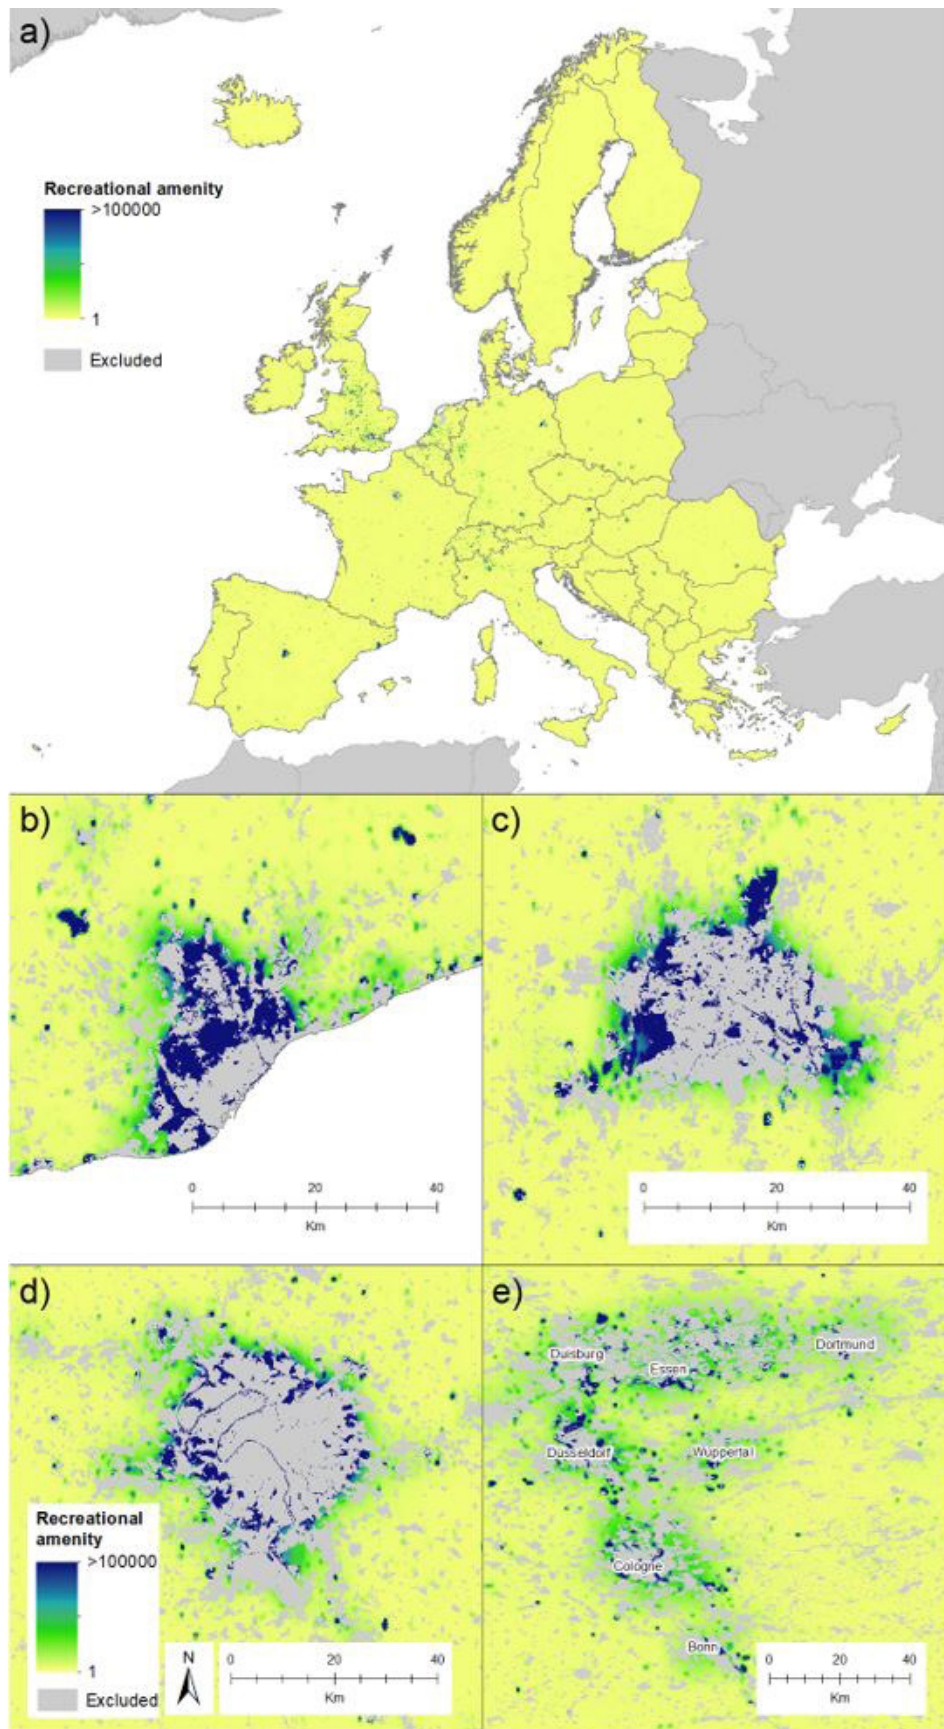 a)
Recreational amenity
>100000
1
Excluded
b)
0 20 40
Km
c)
0 20 40
Km
d)
Recreational
amenity
>100000
1
Excluded
N
0 20 40
Km
e)
Duisburg
Essen
Dortmund
Düsseldorf
Wuppertal
Cologne
Bonn
0 20 40
Km